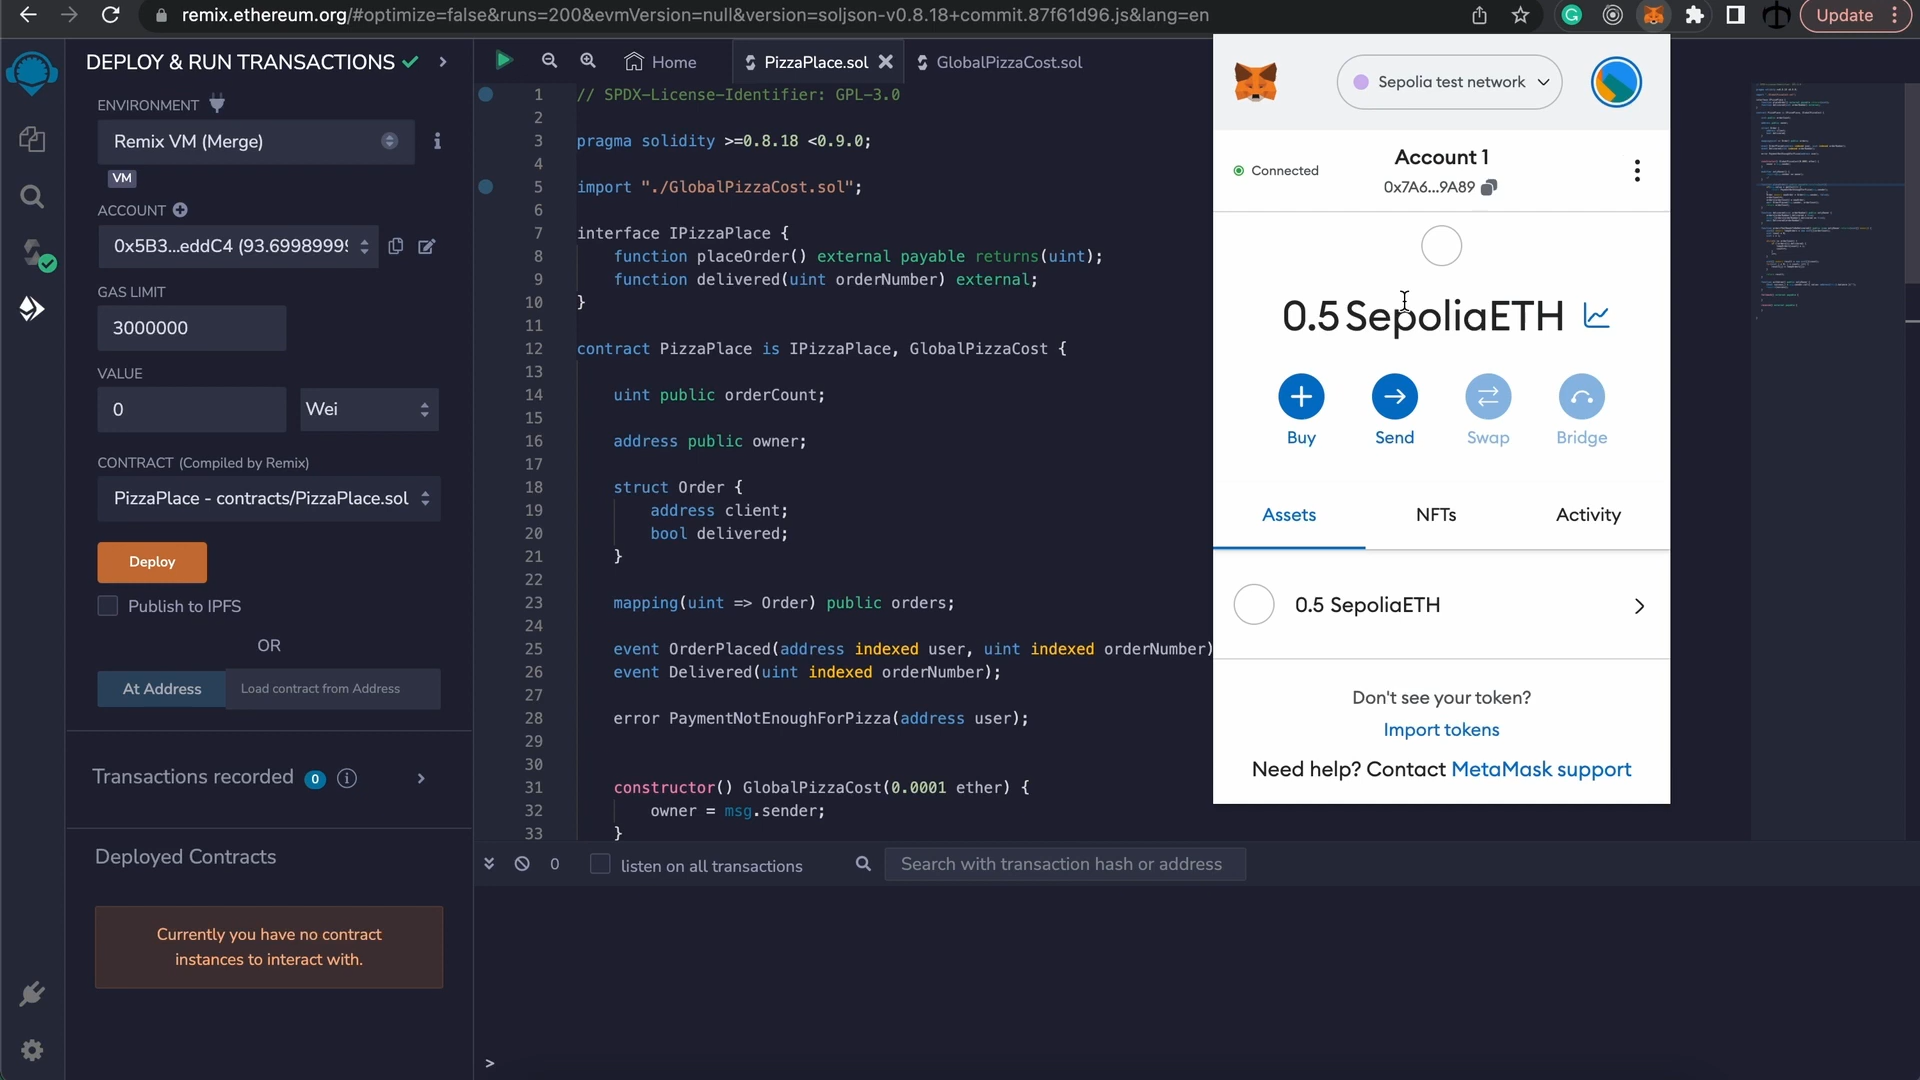 remix.ethereum.org/#optimize=false&runs=200&evmVersion=null&version=soljson-v0.8.18+commit.87f61d96.js&lang=en
Update
DEPLOY & RUN TRANSACTIONS
ENVIRONMENT
Remix VM (Merge)
VM
ACCOUNT
0x5B3...eddC4 (93.69989999
GAS LIMIT
3000000
VALUE
0
Wei
CONTRACT (Compiled by Remix)
PizzaPlace - contracts/PizzaPlace.sol
Deploy
Publish to IPFS
OR
At Address
Load contract from Address
Transactions recorded 0 i
Deployed Contracts
Currently you have no contract
instances to interact with.
Home
PizzaPlace.sol
GlobalPizzaCost.sol
1 // SPDX-License-Identifier: GPL-3.0
2
3 pragma solidity >=0.8.18 <0.9.0;
4
5 import "./GlobalPizzaCost.sol";
6
7 interface IPizzaPlace {
8 function placeOrder() external payable returns(uint);
9 function delivered(uint orderNumber) external;
10 }
11
12 contract PizzaPlace is IPizzaPlace, GlobalPizzaCost {
13
14 uint public orderCount;
15
16 address public owner;
17
18 struct Order {
19 address client;
20 bool delivered;
21 }
22
23 mapping(uint => Order) public orders;
24
25 event OrderPlaced(address indexed user, uint indexed orderNumber)
26 event Delivered(uint indexed orderNumber);
27
28 error PaymentNotEnoughForPizza(address user);
29
30
31 constructor() GlobalPizzaCost(0.0001 ether) {
32 owner = msg.sender;
33 }
0
listen on all transactions
Search with transaction hash or address
>
Sepolia test network
Connected
Account 1
0x7A6...9A89
0.5 SepoliaETH
Buy
Send
Swap
Bridge
Assets
NFTs
Activity
0.5 SepoliaETH
Don't see your token?
Import tokens
Need help? Contact MetaMask support